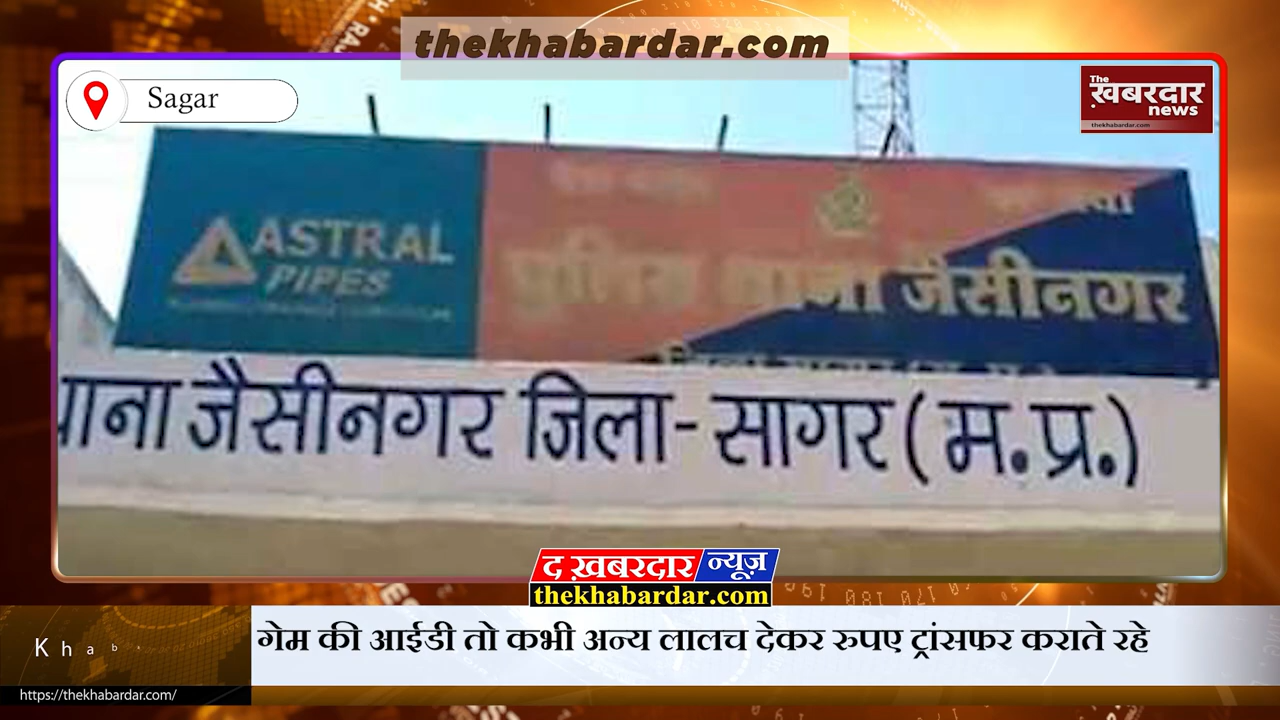 thekhabardar.com
Sagar
The
ख़बरदार
news
thekhabardar.com
ASTRAL
PIPES
पुलिस थाना जैसीनगर
थाना जैसीनगर जिला-सागर (म.प्र.)
द ख़बरदार न्यूज़
thekhabardar.com
Khab
गेम की आईडी तो कभी अन्य लालच देकर रुपए ट्रांसफर कराते रहे
https://thekhabardar.com/